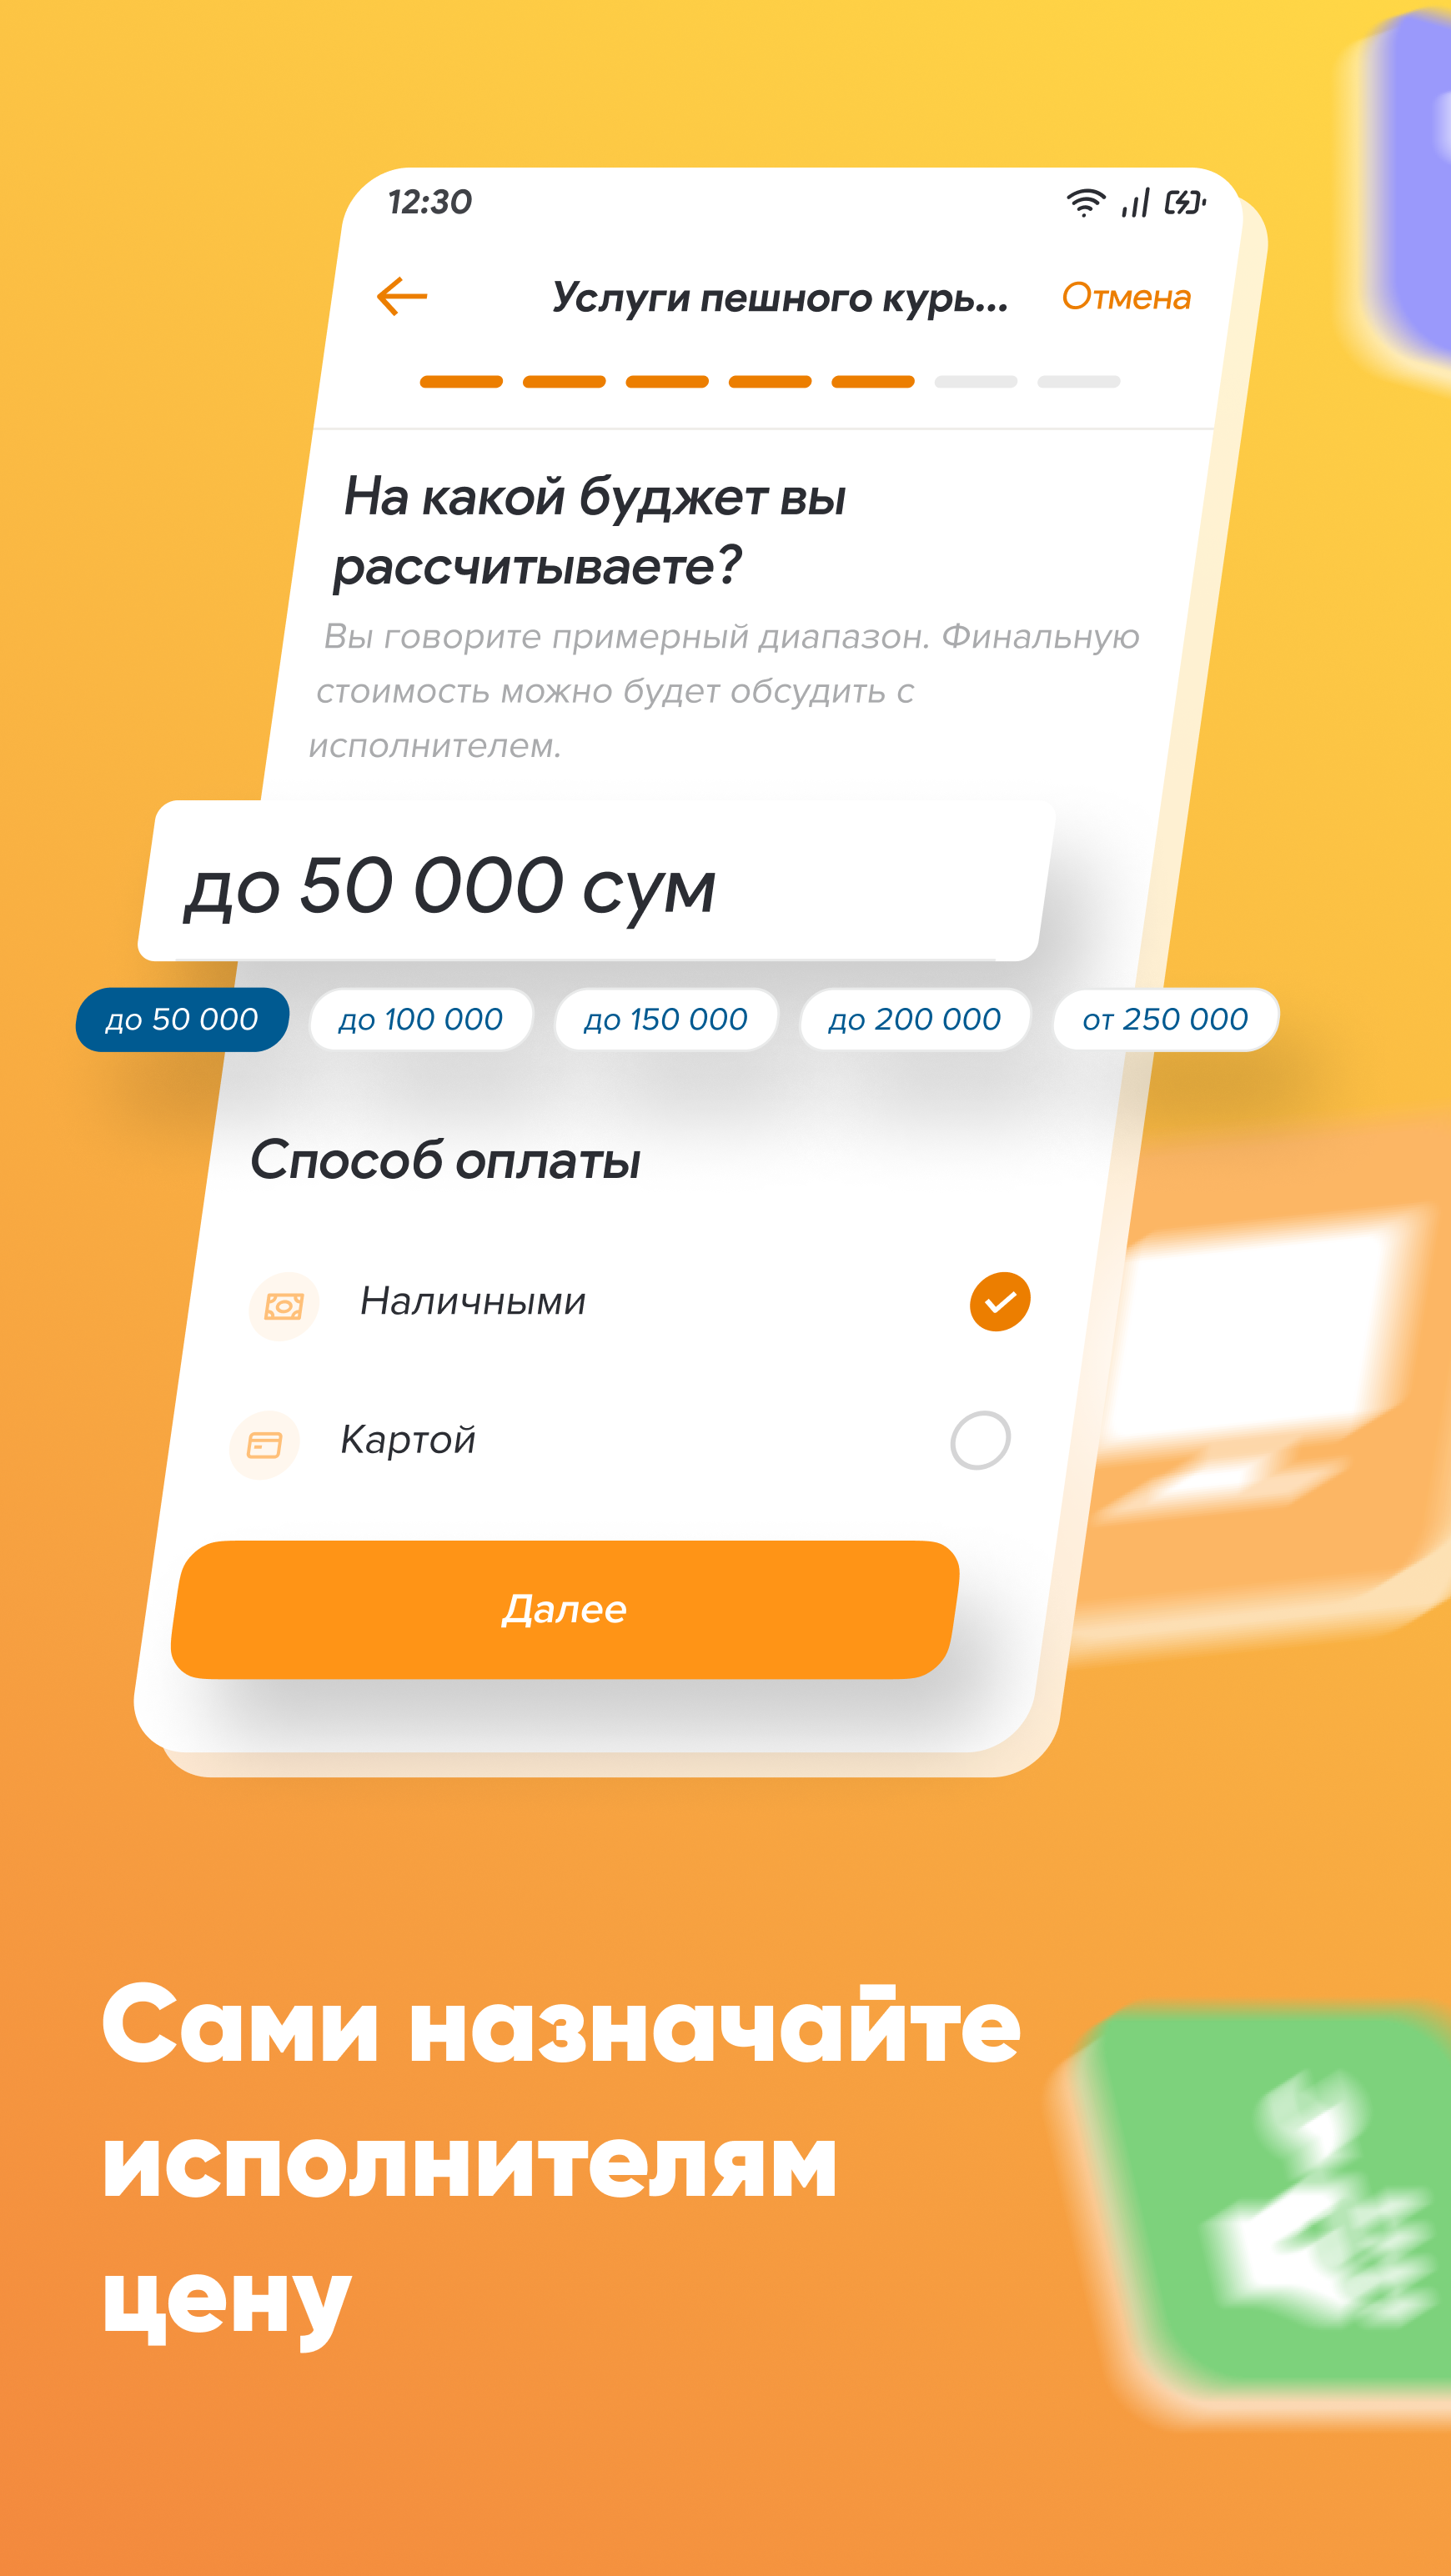 12:30
Услуги пешного курь... Отмена
На какой буджет вы
рассчитываете?
Вы говорите примерный диапазон. Финальную
стоимость можно будет обсудить с
исполнителем.
до 50 000 сум
до 50 000 до 100 000 до 150 000 до 200 000 от 250 000
Способ оплаты
Наличными
Картой
Далее
Сами назначайте
исполнителям
цену